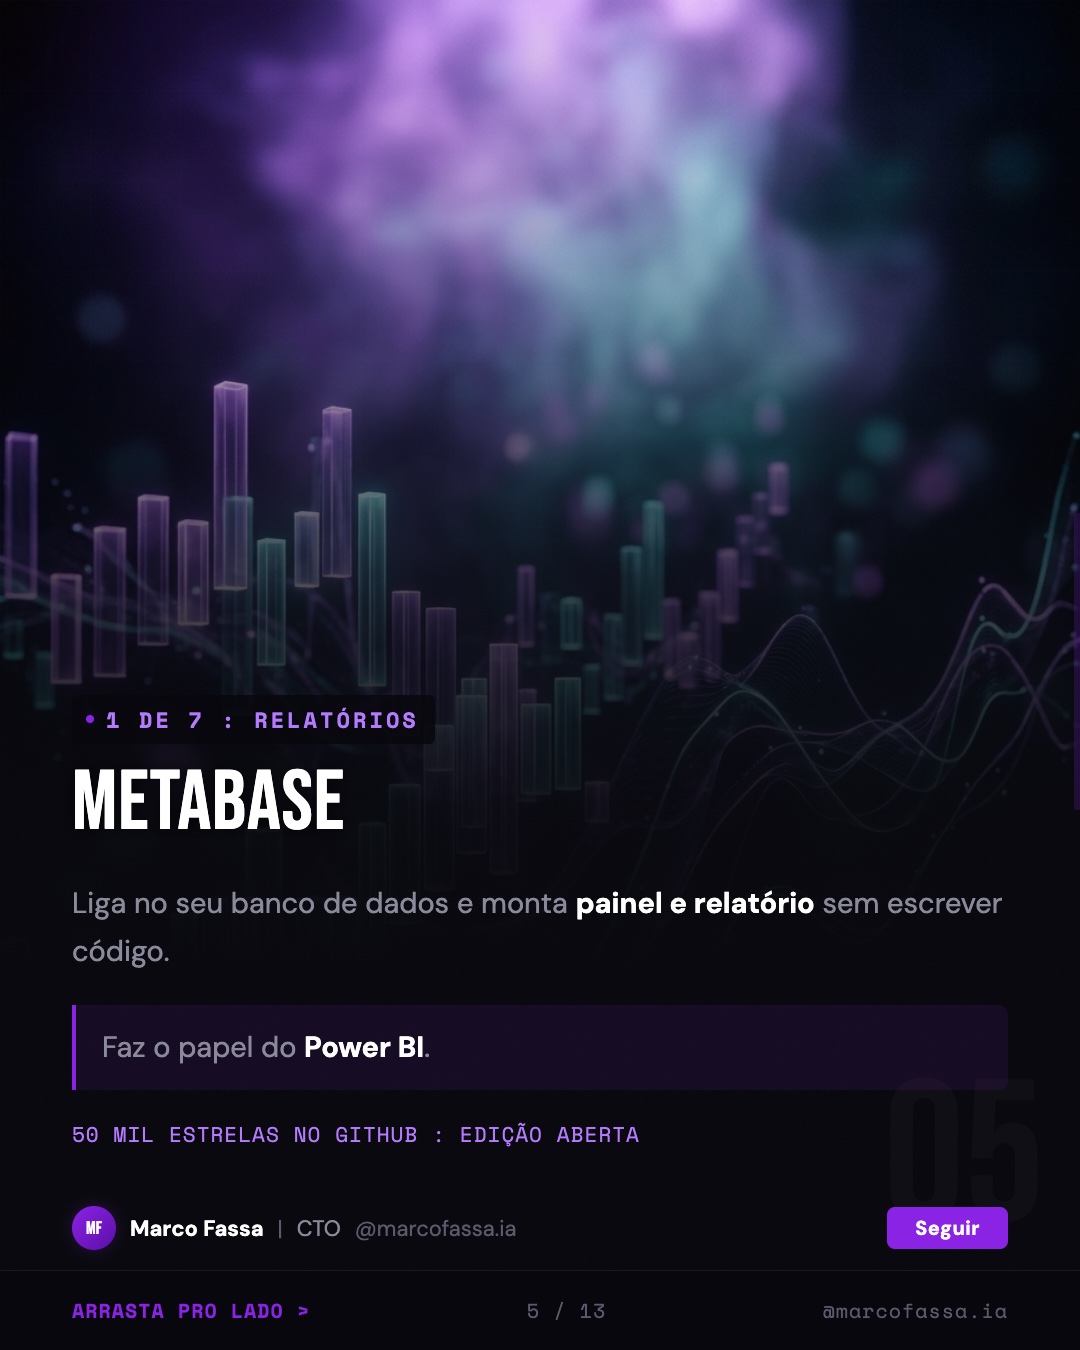 • 1 DE 7 : RELATÓRIOS
METABASE
Liga no seu banco de dados e monta painel e relatório sem escrever
código.
Faz o papel do Power BI.
50 MIL ESTRELAS NO GITHUB : EDIÇÃO ABERTA
05
MF Marco Fassa | CTO @marcofassa.ia
Seguir
ARRASTA PRO LADO >
5 / 13
@marcofassa.ia